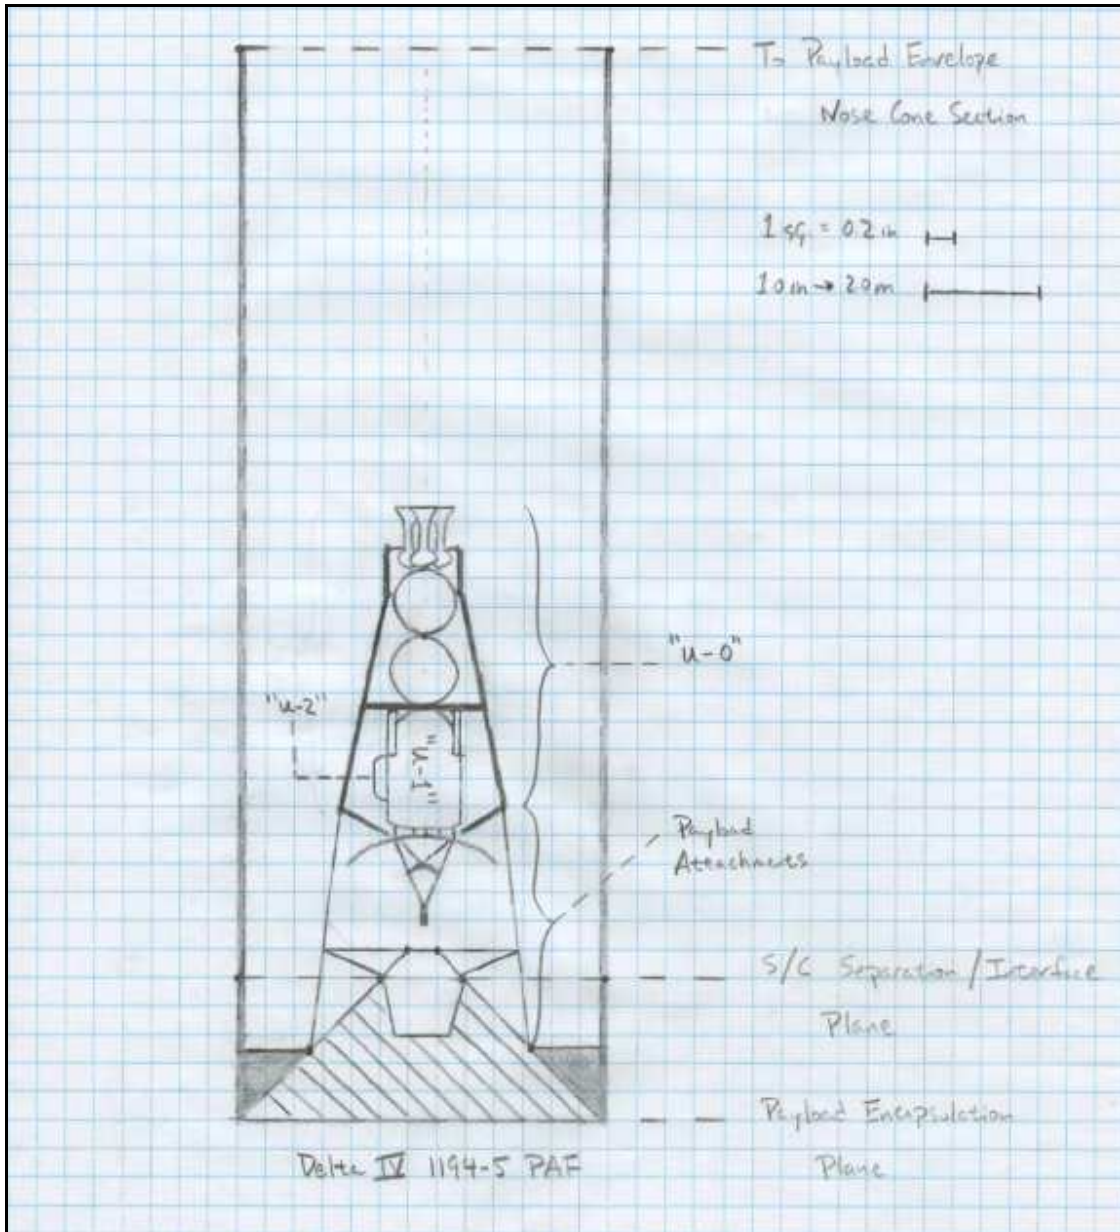 To Payload Envelope
Nose Cone Section
1 sq = 0.2 in
1.0 in → 2.0 m
"u-0"
"u-2"
"u-1"
Payload
Attachments
S/C Separation / Interface
Plane
Payload Encapsulation
Plane
Delta IV 1194-5 PAF